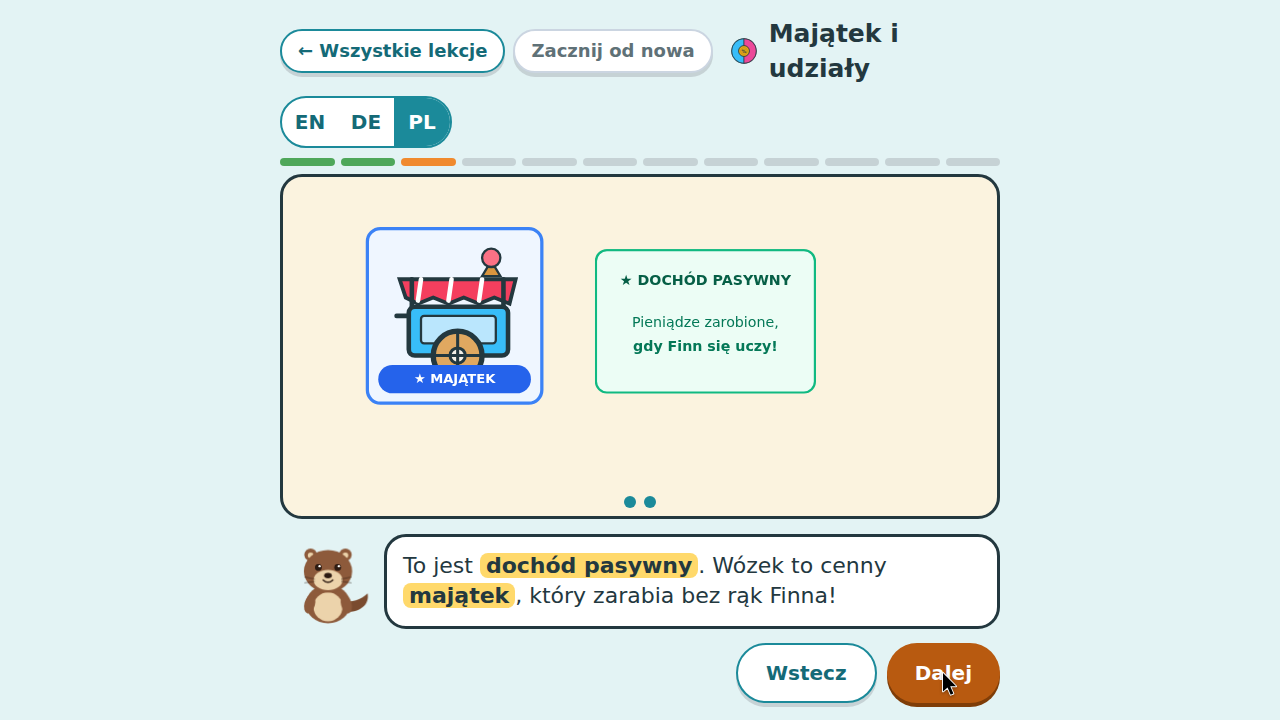 ← Wszystkie lekcje
Zacznij od nowa
Majątek i
udziały
EN DE PL
★ MAJĄTEK
★ DOCHÓD PASYWNY
Pieniądze zarobione,
gdy Finn się uczy!
To jest dochód pasywny. Wózek to cenny
majątek, który zarabia bez rąk Finna!
Wstecz
Dalej